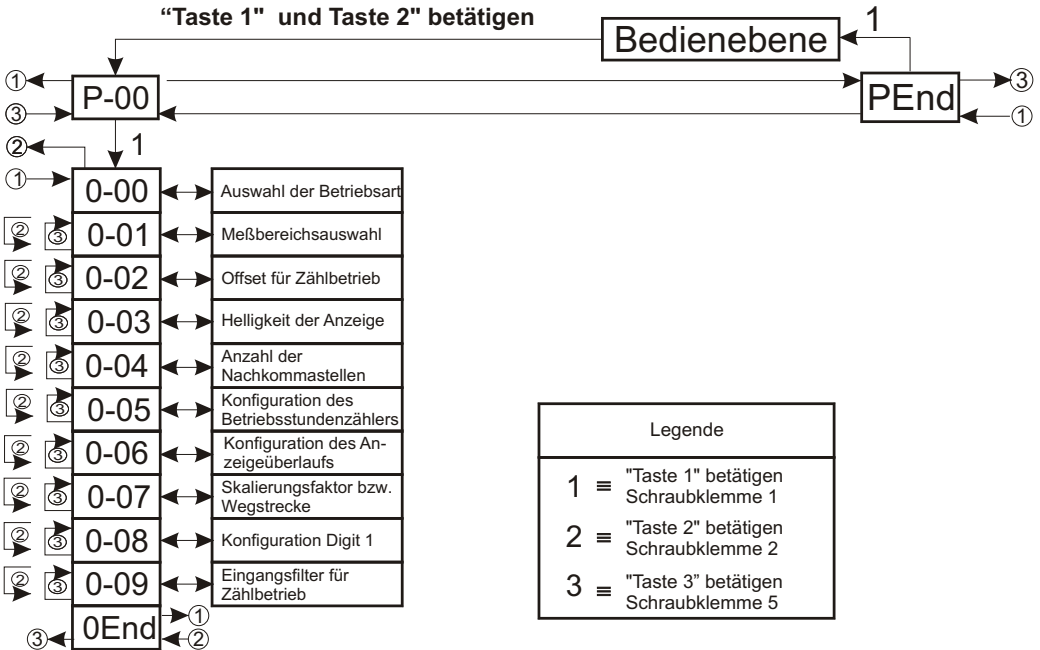 “Taste 1" und Taste 2" betätigen
Bedienebene
1
①
P-00
PEnd
③
③
①
②
1
①
0-00
Auswahl der Betriebsart
②
③
0-01
Meßbereichsauswahl
②
③
0-02
Offset für Zählbetrieb
②
③
0-03
Helligkeit der Anzeige
②
③
0-04
Anzahl der
Nachkommastellen
②
③
0-05
Konfiguration des
Betriebsstundenzählers
②
③
0-06
Konfiguration des An-
zeigeüberlaufs
②
③
0-07
Skalierungsfaktor bzw.
Wegstrecke
②
③
0-08
Konfiguration Digit 1
②
③
0-09
Eingangsfilter für
Zählbetrieb
0End
①
③
②
Legende
1 ≡ "Taste 1" betätigen
Schraubklemme 1
2 ≡ "Taste 2" betätigen
Schraubklemme 2
3 ≡ "Taste 3” betätigen
Schraubklemme 5